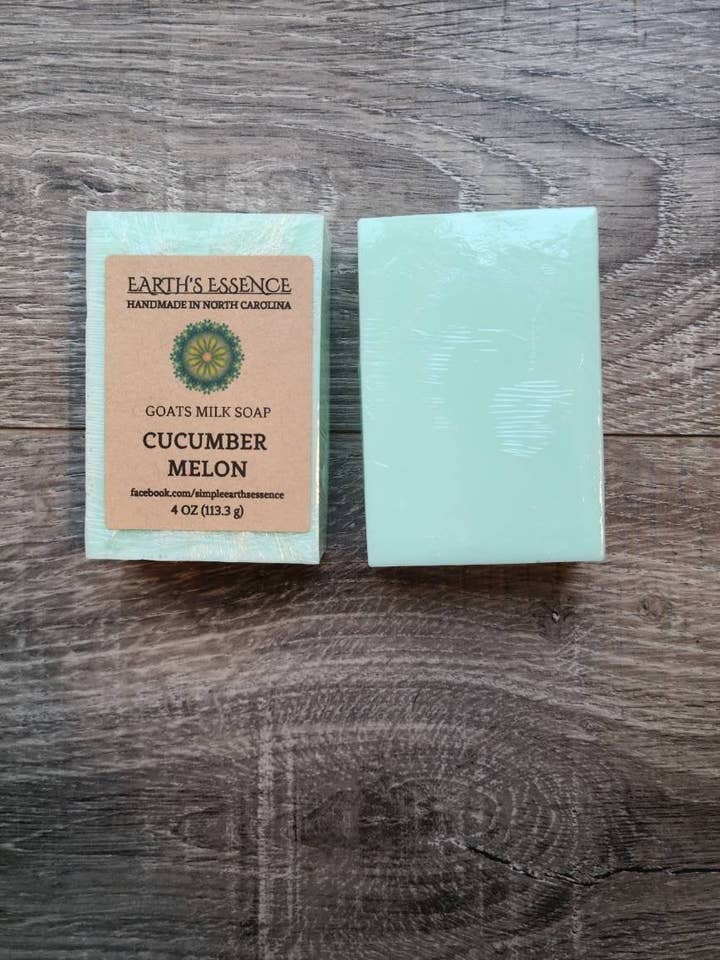 EARTH'S ESSENCE
HANDMADE IN NORTH CAROLINA
GOATS MILK SOAP
CUCUMBER
MELON
facebook.com/simpleearthsessence
4 OZ (113.3 g)